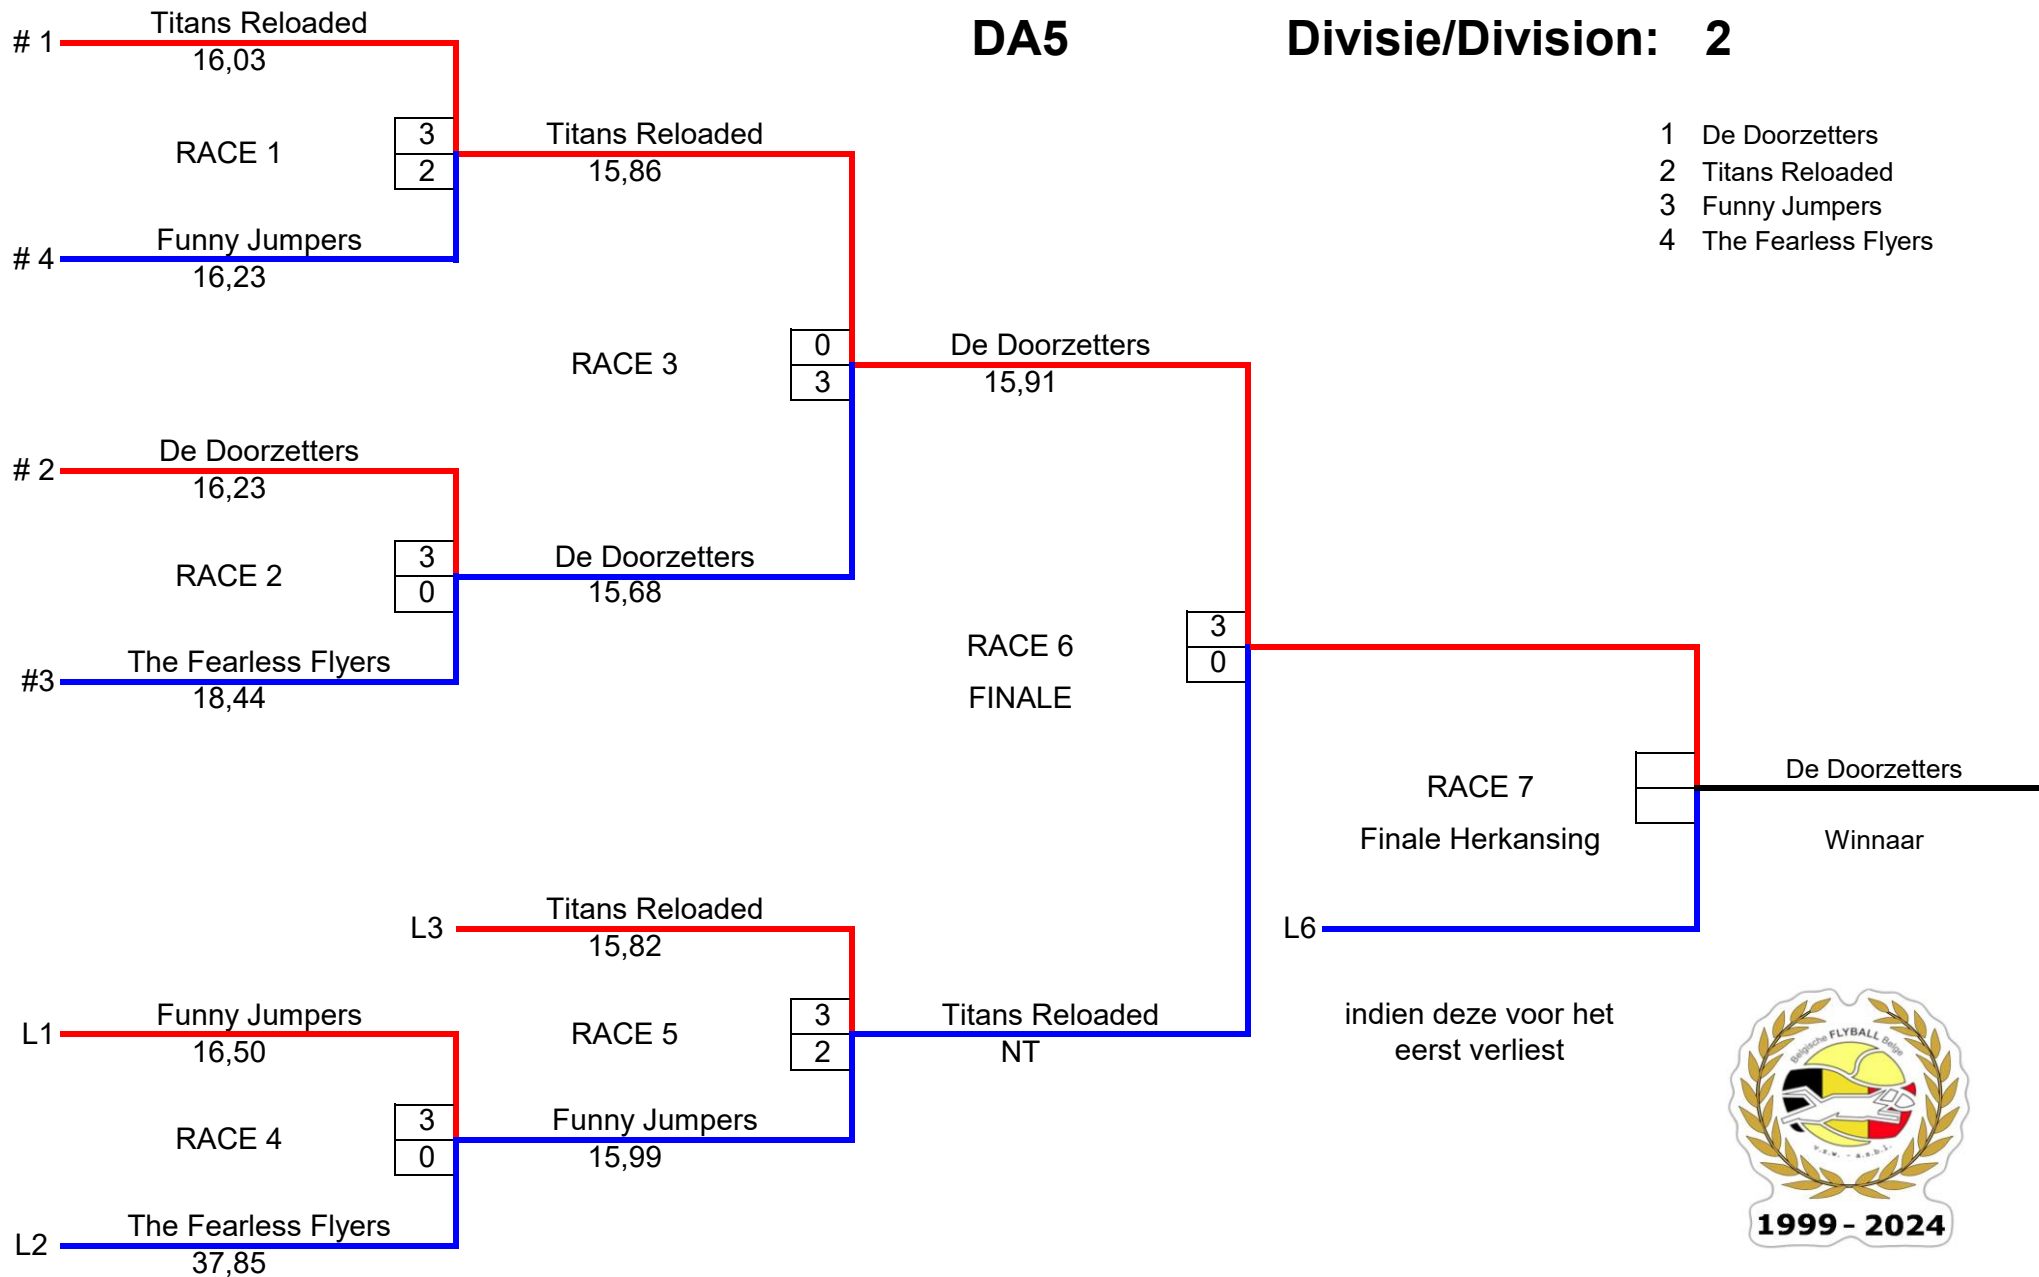 DA5 Divisie/Division: 2
# 1 Titans Reloaded
16,03
RACE 1
3
2
# 4 Funny Jumpers
16,23
Titans Reloaded
15,86
1 De Doorzetters
2 Titans Reloaded
3 Funny Jumpers
4 The Fearless Flyers
RACE 3
0
3
De Doorzetters
15,91
# 2 De Doorzetters
16,23
RACE 2
3
0
#3 The Fearless Flyers
18,44
De Doorzetters
15,68
RACE 6
FINALE
3
0
RACE 7
Finale Herkansing
De Doorzetters
Winnaar
L6
indien deze voor het
eerst verliest
L3 Titans Reloaded
15,82
RACE 5
3
2
Titans Reloaded
NT
L1 Funny Jumpers
16,50
RACE 4
3
0
Funny Jumpers
15,99
L2 The Fearless Flyers
37,85
Belgische FLYBALL Belge
v.z.w. - a.s.b.l.
1999 - 2024